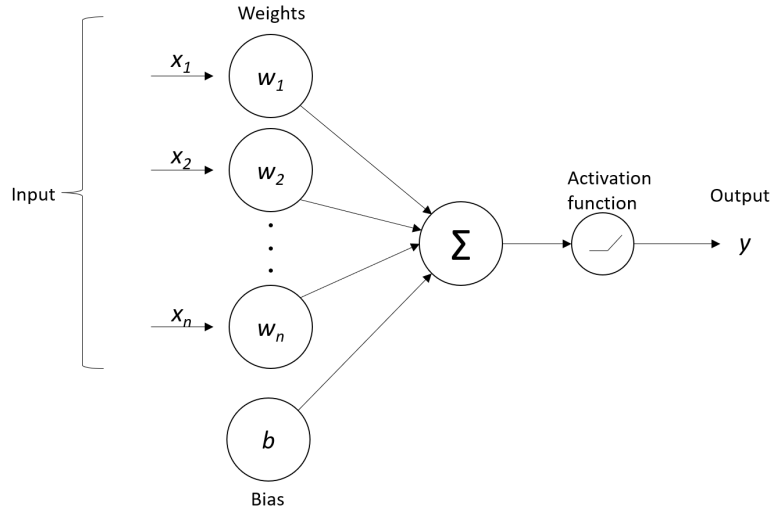 Weights
x1
w1
x2
w2
Input
Activation
function
Output
Σ
y
xn
wn
b
Bias